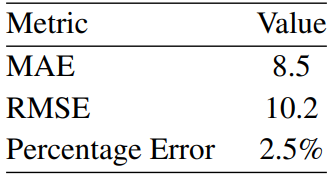 Metric Value
MAE 8.5
RMSE 10.2
Percentage Error 2.5%